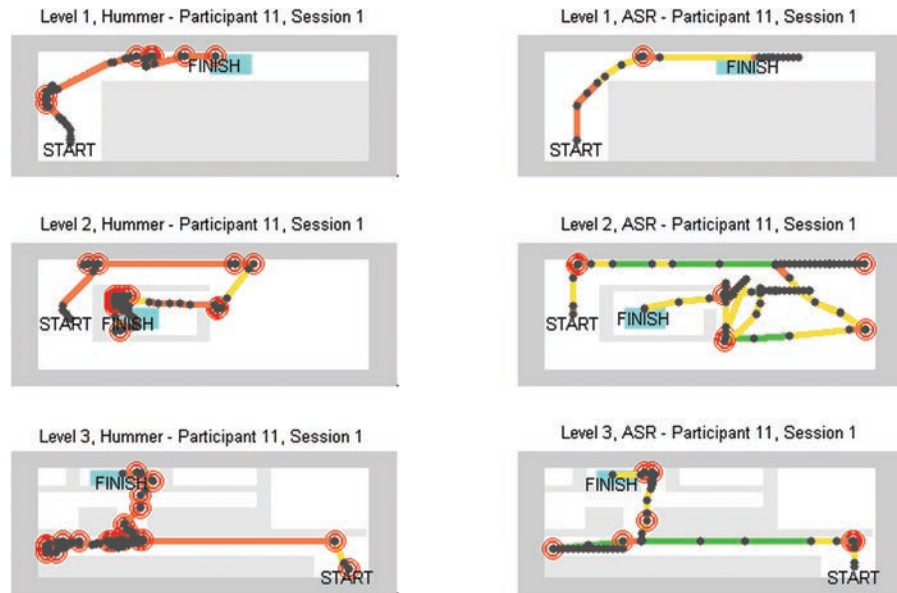 Level 1, Hummer - Participant 11, Session 1
FINISH
START
Level 1, ASR - Participant 11, Session 1
FINISH
START
Level 2, Hummer - Participant 11, Session 1
START
FINISH
Level 2, ASR - Participant 11, Session 1
START
FINISH
Level 3, Hummer - Participant 11, Session 1
FINISH
START
Level 3, ASR - Participant 11, Session 1
FINISH
START